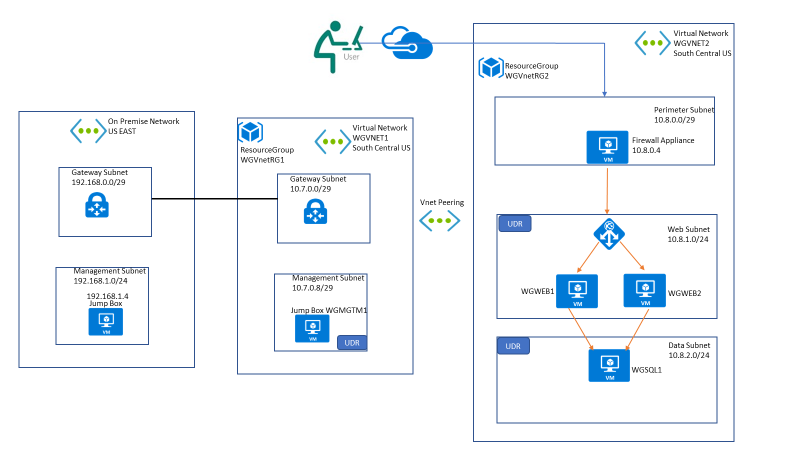 User
Virtual Network
WGVNET2
South Central US
ResourceGroup
WGVnetRG2
Perimeter Subnet
10.8.0.0/29
Firewall Appliance
10.8.0.4
VM
On Premise Network
US EAST
Gateway Subnet
192.168.0.0/29
Management Subnet
192.168.1.0/24
192.168.1.4
Jump Box
VM
ResourceGroup
WGVnetRG1
Virtual Network
WGVNET1
South Central US
Gateway Subnet
10.7.0.0/29
Management Subnet
10.7.0.8/29
Jump Box WGMGTM1
VM
UDR
Vnet Peering
UDR
Web Subnet
10.8.1.0/24
WGWEB1
VM
VM
WGWEB2
UDR
Data Subnet
10.8.2.0/24
VM
WGSQL1